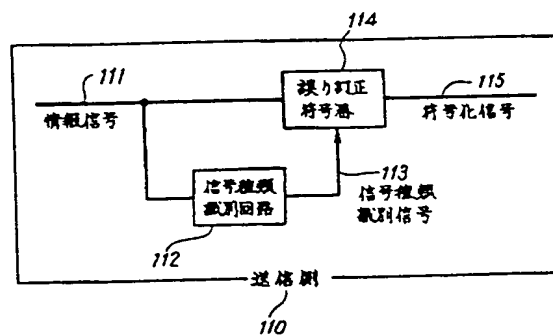 114
111
誤り訂正
符号器
115
情報信号
符号化信号
113
信号種類
識別信号
信号種類
識別回路
112
送信側
110